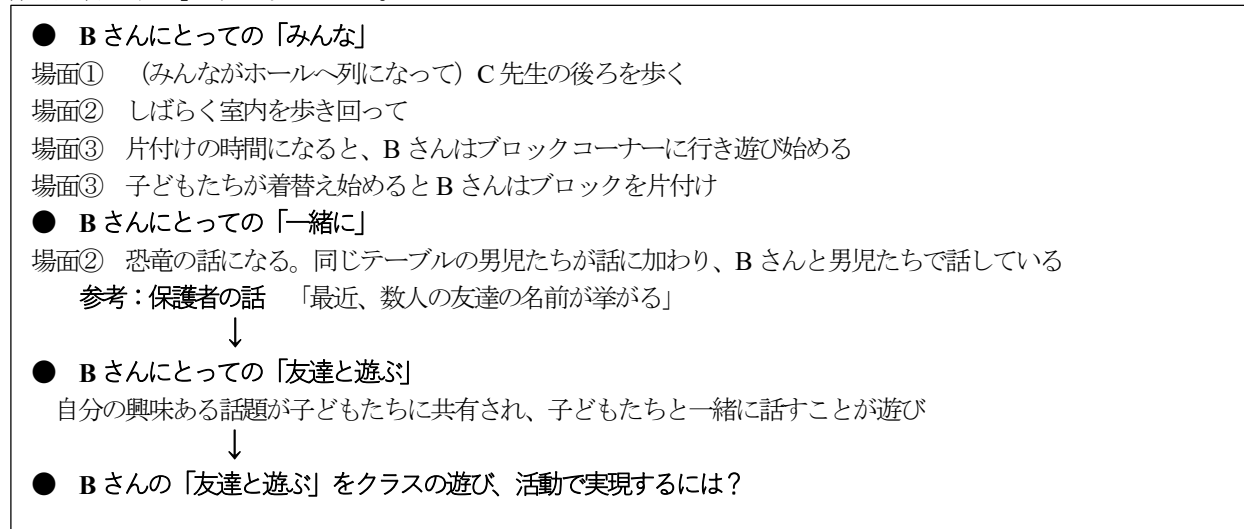 ● Bさんにとっての「みんな」
場面① （みんながホールへ列になって）C先生の後ろを歩く
場面② しばらく室内を歩き回って
場面③ 片付けの時間になると、Bさんはブロックコーナーに行き遊び始める
場面③ 子どもたちが着替え始めるとBさんはブロックを片付け
● Bさんにとっての「一緒に」
場面② 恐竜の話になる。同じテーブルの男児たちが話に加わり、Bさんと男児たちで話している
参考：保護者の話 「最近、数人の友達の名前が挙がる」
↓
● Bさんにとっての「友達と遊ぶ」
自分の興味ある話題が子どもたちに共有され、子どもたちと一緒に話すことが遊び
↓
● Bさんの「友達と遊ぶ」をクラスの遊び、活動で実現するには？